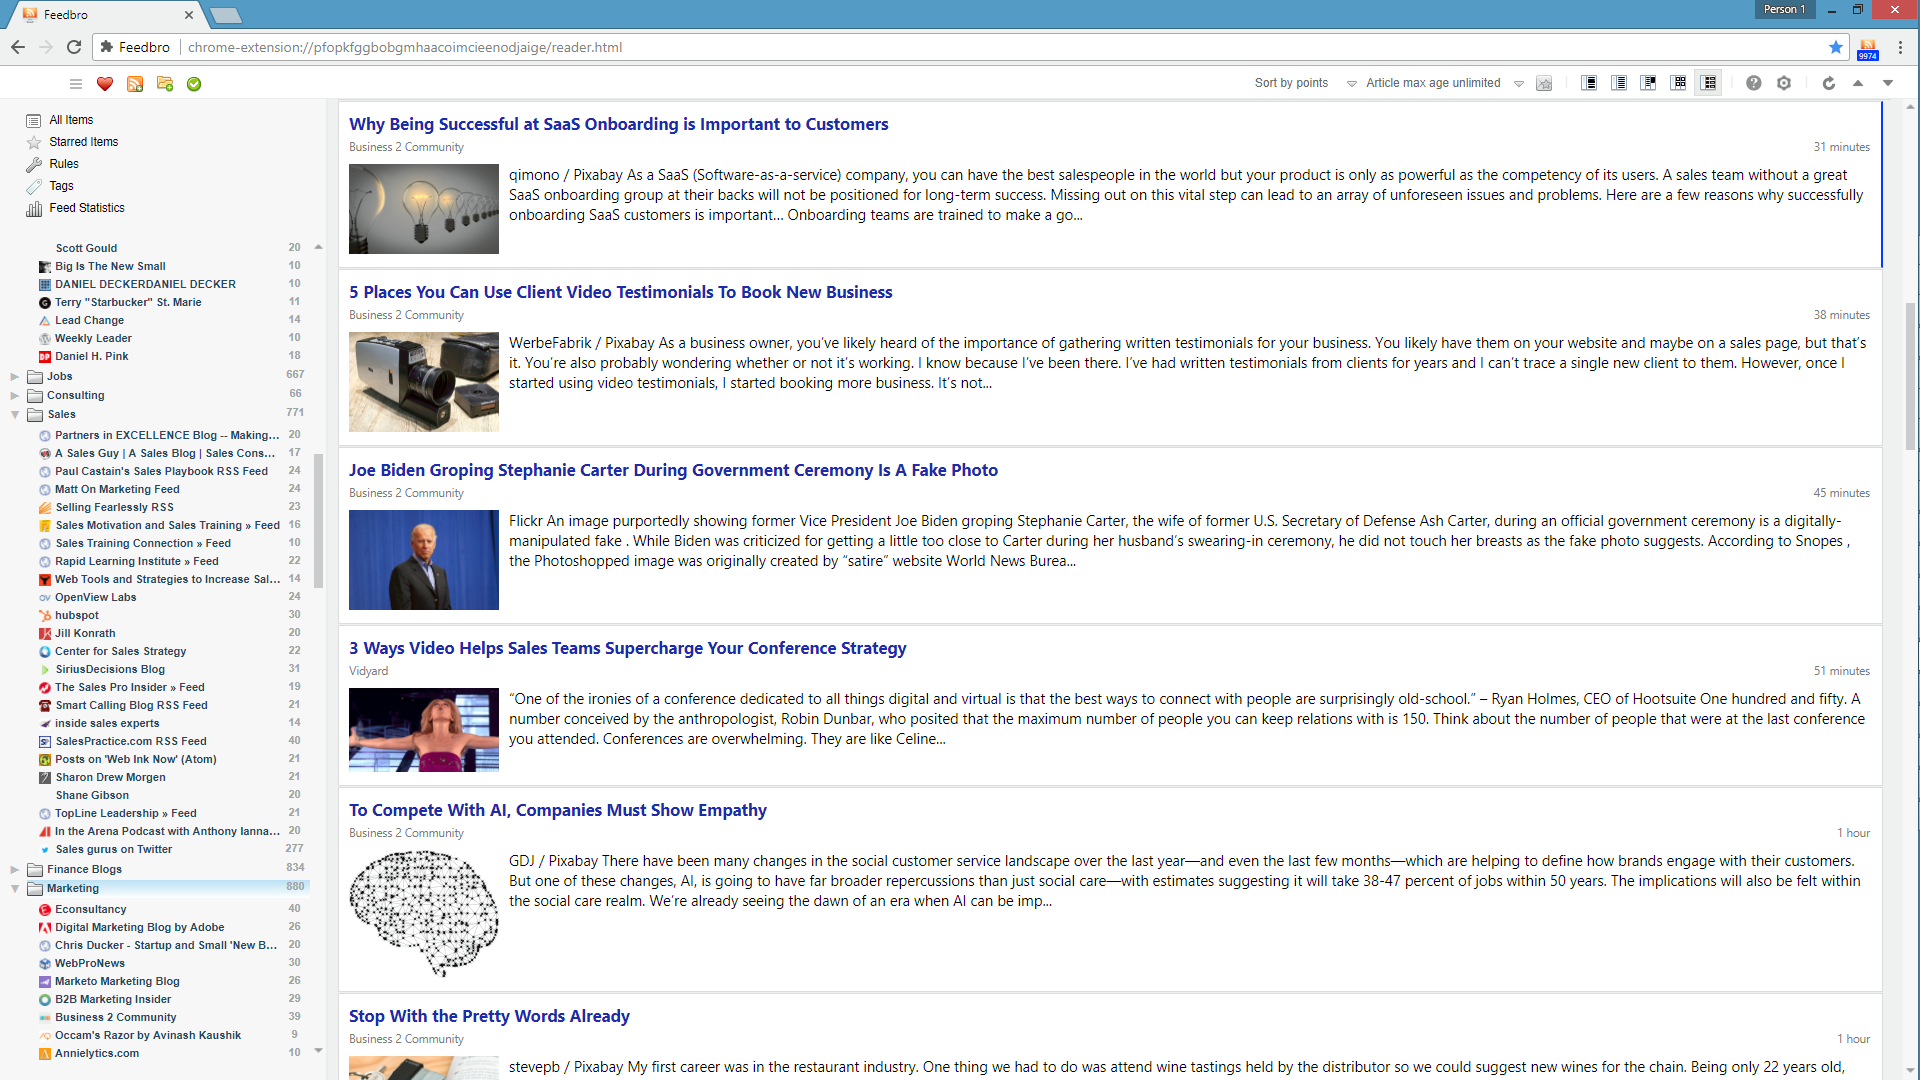 Feedbro
Person 1
Feedbro chrome-extension://pfopkfggbobgmhaacoimcieenodjaige/reader.html
9974
Sort by points
Article max age unlimited
All Items
Starred Items
Rules
Tags
Feed Statistics
Scott Gould 20
Big Is The New Small 10
DANIEL DECKERDANIEL DECKER 10
Terry "Starbucker" St. Marie 11
Lead Change 14
Weekly Leader 10
Daniel H. Pink 18
Jobs 667
Consulting 66
Sales 771
Partners in EXCELLENCE Blog -- Making... 20
A Sales Guy | A Sales Blog | Sales Cons... 17
Paul Castain's Sales Playbook RSS Feed 24
Matt On Marketing Feed 24
Selling Fearlessly RSS 23
Sales Motivation and Sales Training » Feed 16
Sales Training Connection » Feed 10
Rapid Learning Institute » Feed 22
Web Tools and Strategies to Increase Sal... 14
OpenView Labs 24
hubspot 30
Jill Konrath 20
Center for Sales Strategy 22
SiriusDecisions Blog 31
The Sales Pro Insider » Feed 19
Smart Calling Blog RSS Feed 21
inside sales experts 14
SalesPractice.com RSS Feed 40
Posts on 'Web Ink Now' (Atom) 21
Sharon Drew Morgen 21
Shane Gibson 20
TopLine Leadership » Feed 21
In the Arena Podcast with Anthony Ianna... 20
Sales gurus on Twitter 277
Finance Blogs 834
Marketing 880
Econsultancy 40
Digital Marketing Blog by Adobe 26
Chris Ducker - Startup and Small 'New B... 20
WebProNews 30
Marketo Marketing Blog 26
B2B Marketing Insider 29
Business 2 Community 39
Occam's Razor by Avinash Kaushik 9
Annielytics.com 10
Why Being Successful at SaaS Onboarding is Important to Customers
Business 2 Community 31 minutes
qimono / Pixabay As a SaaS (Software-as-a-service) company, you can have the best salespeople in the world but your product is only as powerful as the competency of its users. A sales team without a great
SaaS onboarding group at their backs will not be positioned for long-term success. Missing out on this vital step can lead to an array of unforeseen issues and problems. Here are a few reasons why successfully
onboarding SaaS customers is important... Onboarding teams are trained to make a go...
5 Places You Can Use Client Video Testimonials To Book New Business
Business 2 Community 38 minutes
WerbeFabrik / Pixabay As a business owner, you've likely heard of the importance of gathering written testimonials for your business. You likely have them on your website and maybe on a sales page, but that's
it. You're also probably wondering whether or not it's working. I know because I've been there. I've had written testimonials from clients for years and I can't trace a single new client to them. However, once I
started using video testimonials, I started booking more business. It's not...
Joe Biden Groping Stephanie Carter During Government Ceremony Is A Fake Photo
Business 2 Community 45 minutes
Flickr An image purportedly showing former Vice President Joe Biden groping Stephanie Carter, the wife of former U.S. Secretary of Defense Ash Carter, during an official government ceremony is a digitally-
manipulated fake . While Biden was criticized for getting a little too close to Carter during her husband's swearing-in ceremony, he did not touch her breasts as the fake photo suggests. According to Snopes ,
the Photoshopped image was originally created by “satire” website World News Burea...
3 Ways Video Helps Sales Teams Supercharge Your Conference Strategy
Vidyard 51 minutes
“One of the ironies of a conference dedicated to all things digital and virtual is that the best ways to connect with people are surprisingly old-school.” – Ryan Holmes, CEO of Hootsuite One hundred and fifty. A
number conceived by the anthropologist, Robin Dunbar, who posited that the maximum number of people you can keep relations with is 150. Think about the number of people that were at the last conference
you attended. Conferences are overwhelming. They are like Celine...
To Compete With AI, Companies Must Show Empathy
Business 2 Community 1 hour
GDJ / Pixabay There have been many changes in the social customer service landscape over the last year—and even the last few months—which are helping to define how brands engage with their customers.
But one of these changes, AI, is going to have far broader repercussions than just social care—with estimates suggesting it will take 38-47 percent of jobs within 50 years. The implications will also be felt within
the social care realm. We're already seeing the dawn of an era when AI can be imp...
Stop With the Pretty Words Already
Business 2 Community 1 hour
stevepb / Pixabay My first career was in the restaurant industry. One thing we had to do was attend wine tastings held by the distributor so we could suggest new wines for the chain. Being only 22 years old,